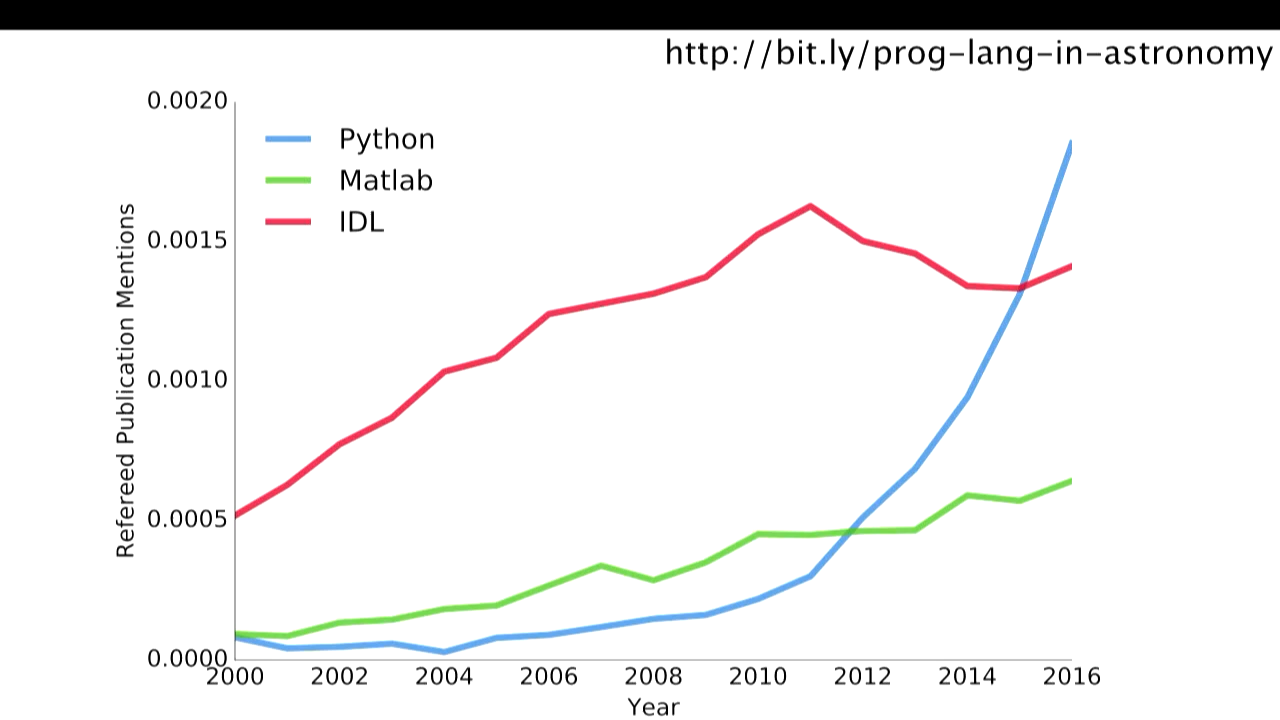 http://bit.ly/prog-lang-in-astronomy
0.0020
Python
Matlab
IDL
0.0015
0.0010
0.0005
0.0000
Refereed Publication Mentions
2000 2002 2004 2006 2008 2010 2012 2014 2016
Year